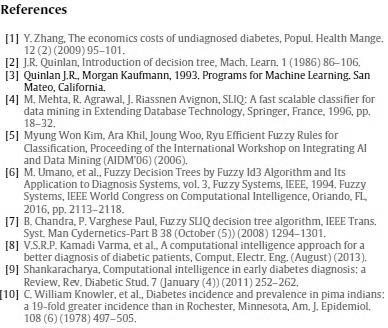 References
[1] Y. Zhang, The economics costs of undiagnosed diabetes, Popul. Health Mange.
12 (2) (2009) 95–101.
[2] J.R. Quinlan, Introduction of decision tree, Mach. Learn. 1 (1986) 86–106.
[3] Quinlan J.R., Morgan Kaufmann, 1993. Programs for Machine Learning. San
Mateo, California.
[4] M. Mehta, R. Agrawal, J. Riassnen Avignon, SLIQ: A fast scalable classifier for
data mining in Extending Database Technology, Springer, France, 1996, pp.
18–32.
[5] Myung Won Kim, Ara Khil, Joung Woo, Ryu Efficient Fuzzy Rules for
Classification, Proceeding of the International Workshop on Integrating AI
and Data Mining (AIDM'06) (2006).
[6] M. Umano, et al., Fuzzy Decision Trees by Fuzzy Id3 Algorithm and Its
Application to Diagnosis Systems, vol. 3, Fuzzy Systems, IEEE, 1994. Fuzzy
Systems, IEEE World Congress on Computational Intelligence, Oriando, FL,
2016, pp. 2113–2118.
[7] B. Chandra, P. Varghese Paul, Fuzzy SLIQ decision tree algorithm, IEEE Trans.
Syst. Man Cydernetics-Part B 38 (October (5)) (2008) 1294–1301.
[8] V.S.R.P. Kamadi Varma, et al., A computational intelligence approach for a
better diagnosis of diabetic patients, Comput. Electr. Eng. (August) (2013).
[9] Shankaracharya, Computational intelligence in early diabetes diagnosis: a
Review, Rev. Diabetic Stud. 7 (January (4)) (2011) 252–262.
[10] C. William Knowler, et al., Diabetes incidence and prevalence in pima indians:
a 19-fold greater incidence than in Rochester, Minnesota, Am. J. Epidemiol.
108 (6) (1978) 497–505.